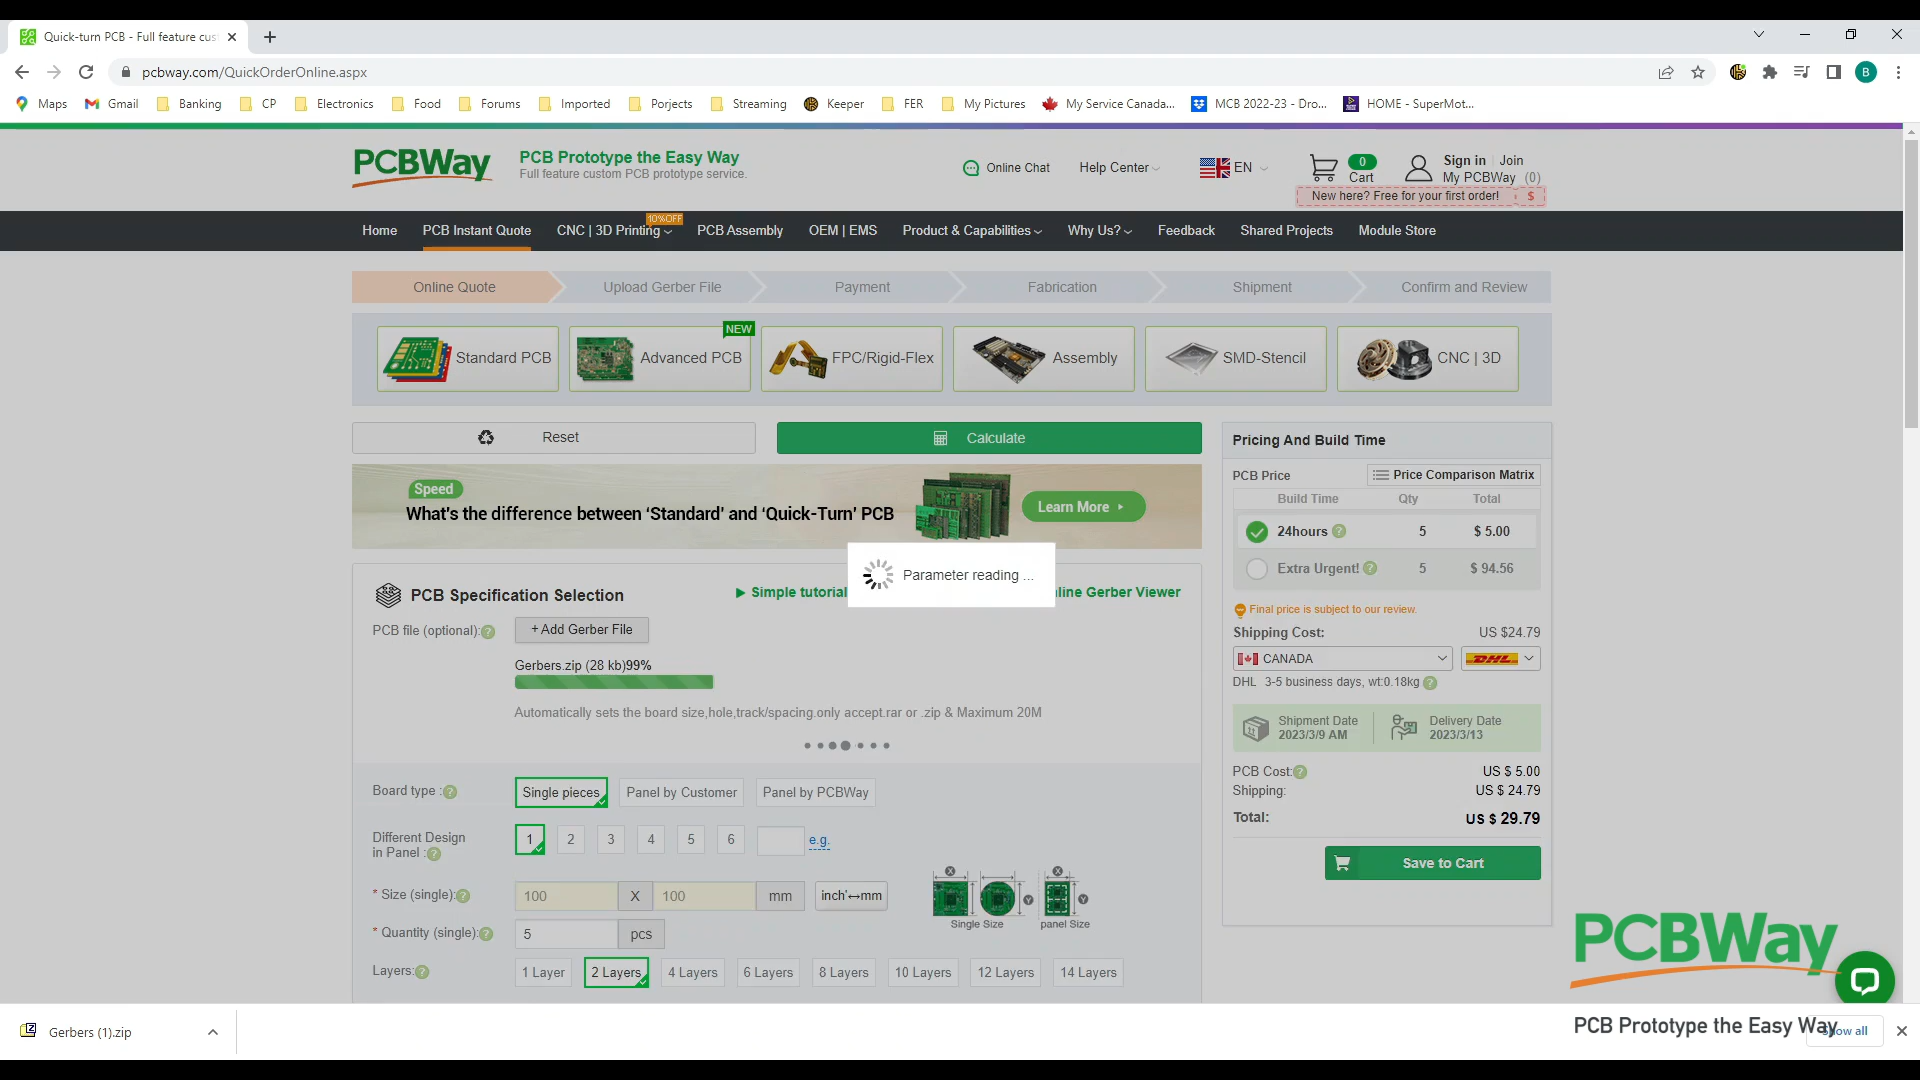 Quick-turn PCB - Full feature cus
pcbway.com/QuickOrderOnline.aspx
B
Maps Gmail Banking CP Electronics Food Forums Imported Porjects Streaming Keeper FER My Pictures My Service Canada... MCB 2022-23 - Dro... HOME - SuperMot...
PCBWay
PCB Prototype the Easy Way
Full feature custom PCB prototype service.
Online Chat
Help Center
EN
0
Cart
Sign in | Join
My PCBWay (0)
New here? Free for your first order! $
10%OFF
Home PCB Instant Quote CNC | 3D Printing PCB Assembly OEM | EMS Product & Capabilities Why Us? Feedback Shared Projects Module Store
Online Quote Upload Gerber File Payment Fabrication Shipment Confirm and Review
NEW
Standard PCB Advanced PCB FPC/Rigid-Flex Assembly SMD-Stencil CNC | 3D
Reset Calculate
Speed
What's the difference between ‘Standard’ and ‘Quick-Turn’ PCB
Learn More
Parameter reading ...
PCB Specification Selection
Simple tutorial
line Gerber Viewer
PCB file (optional):?
+ Add Gerber File
Gerbers.zip (28 kb)99%
Automatically sets the board size,hole,track/spacing.only accept.rar or .zip & Maximum 20M
Board type :? Single pieces Panel by Customer Panel by PCBWay
Different Design
in Panel :?
1 2 3 4 5 6 e.g.
* Size (single):? 100 X 100 mm inch'↔mm
X X
Y Y
Single Size panel Size
* Quantity (single):? 5 pcs
Layers:? 1 Layer 2 Layers 4 Layers 6 Layers 8 Layers 10 Layers 12 Layers 14 Layers
Pricing And Build Time
PCB Price Price Comparison Matrix
Build Time Qty Total
24hours ? 5 $ 5.00
Extra Urgent! ? 5 $ 94.56
Final price is subject to our review.
Shipping Cost: US $24.79
CANADA DHL
DHL 3-5 business days, wt:0.18kg ?
Shipment Date
2023/3/9 AM
Delivery Date
2023/3/13
PCB Cost:? US $ 5.00
Shipping: US $ 24.79
Total: US $ 29.79
Save to Cart
PCBWay
PCB Prototype the Easy Way
Gerbers (1).zip
Show all